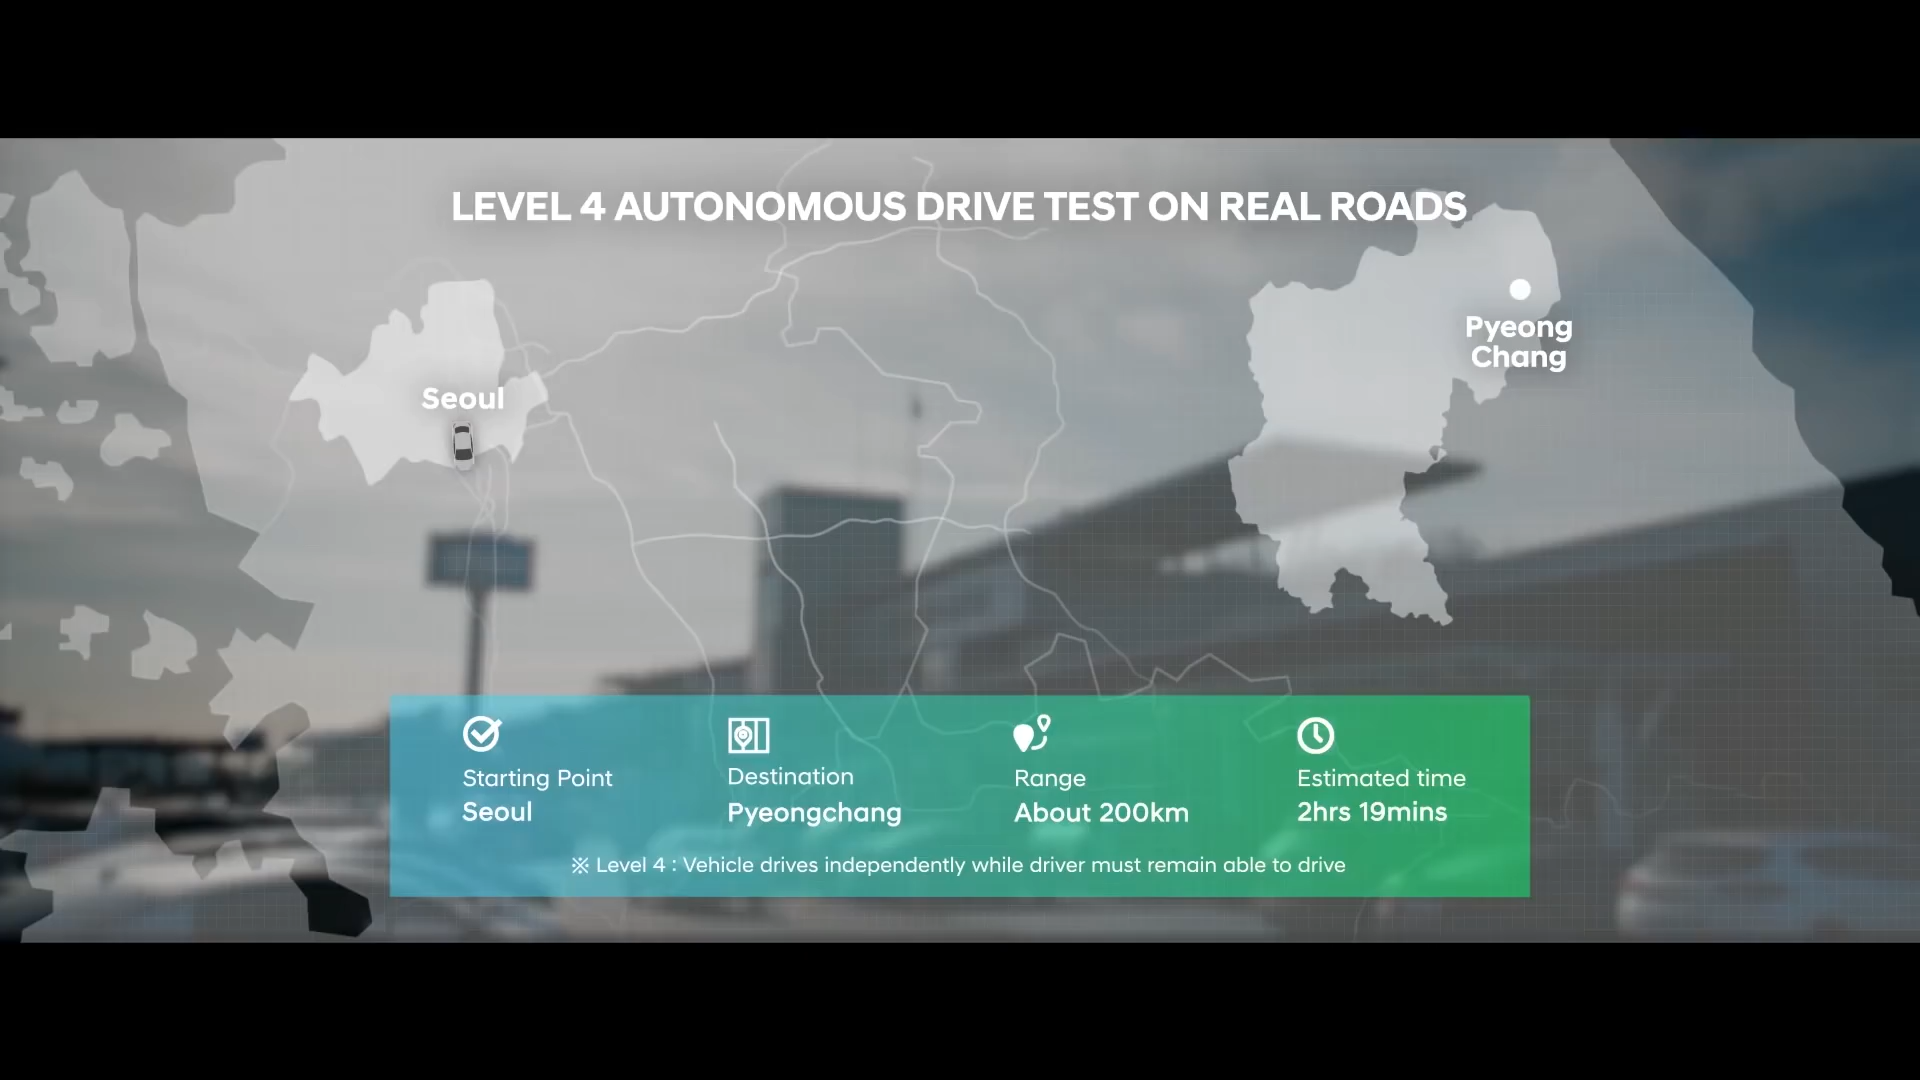 LEVEL 4 AUTONOMOUS DRIVE TEST ON REAL ROADS
Seoul
Pyeong
Chang
Starting Point
Seoul
Destination
Pyeongchang
Range
About 200km
Estimated time
2hrs 19mins
※ Level 4 : Vehicle drives independently while driver must remain able to drive